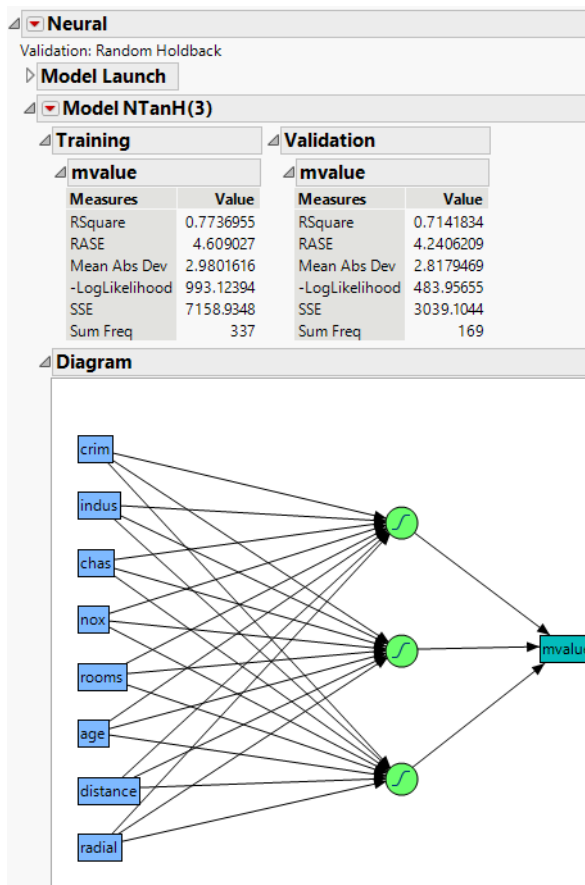 Neural
Validation: Random Holdback
Model Launch
Model NTanH(3)
Training Validation
mvalue mvalue
Measures Value Measures Value
RSquare 0.7736955 RSquare 0.7141834
RASE 4.609027 RASE 4.2406209
Mean Abs Dev 2.9801616 Mean Abs Dev 2.8179469
-LogLikelihood 993.12394 -LogLikelihood 483.95655
SSE 7158.9348 SSE 3039.1044
Sum Freq 337 Sum Freq 169
Diagram
crim
indus
chas
nox
rooms
mvalue
age
distance
radial